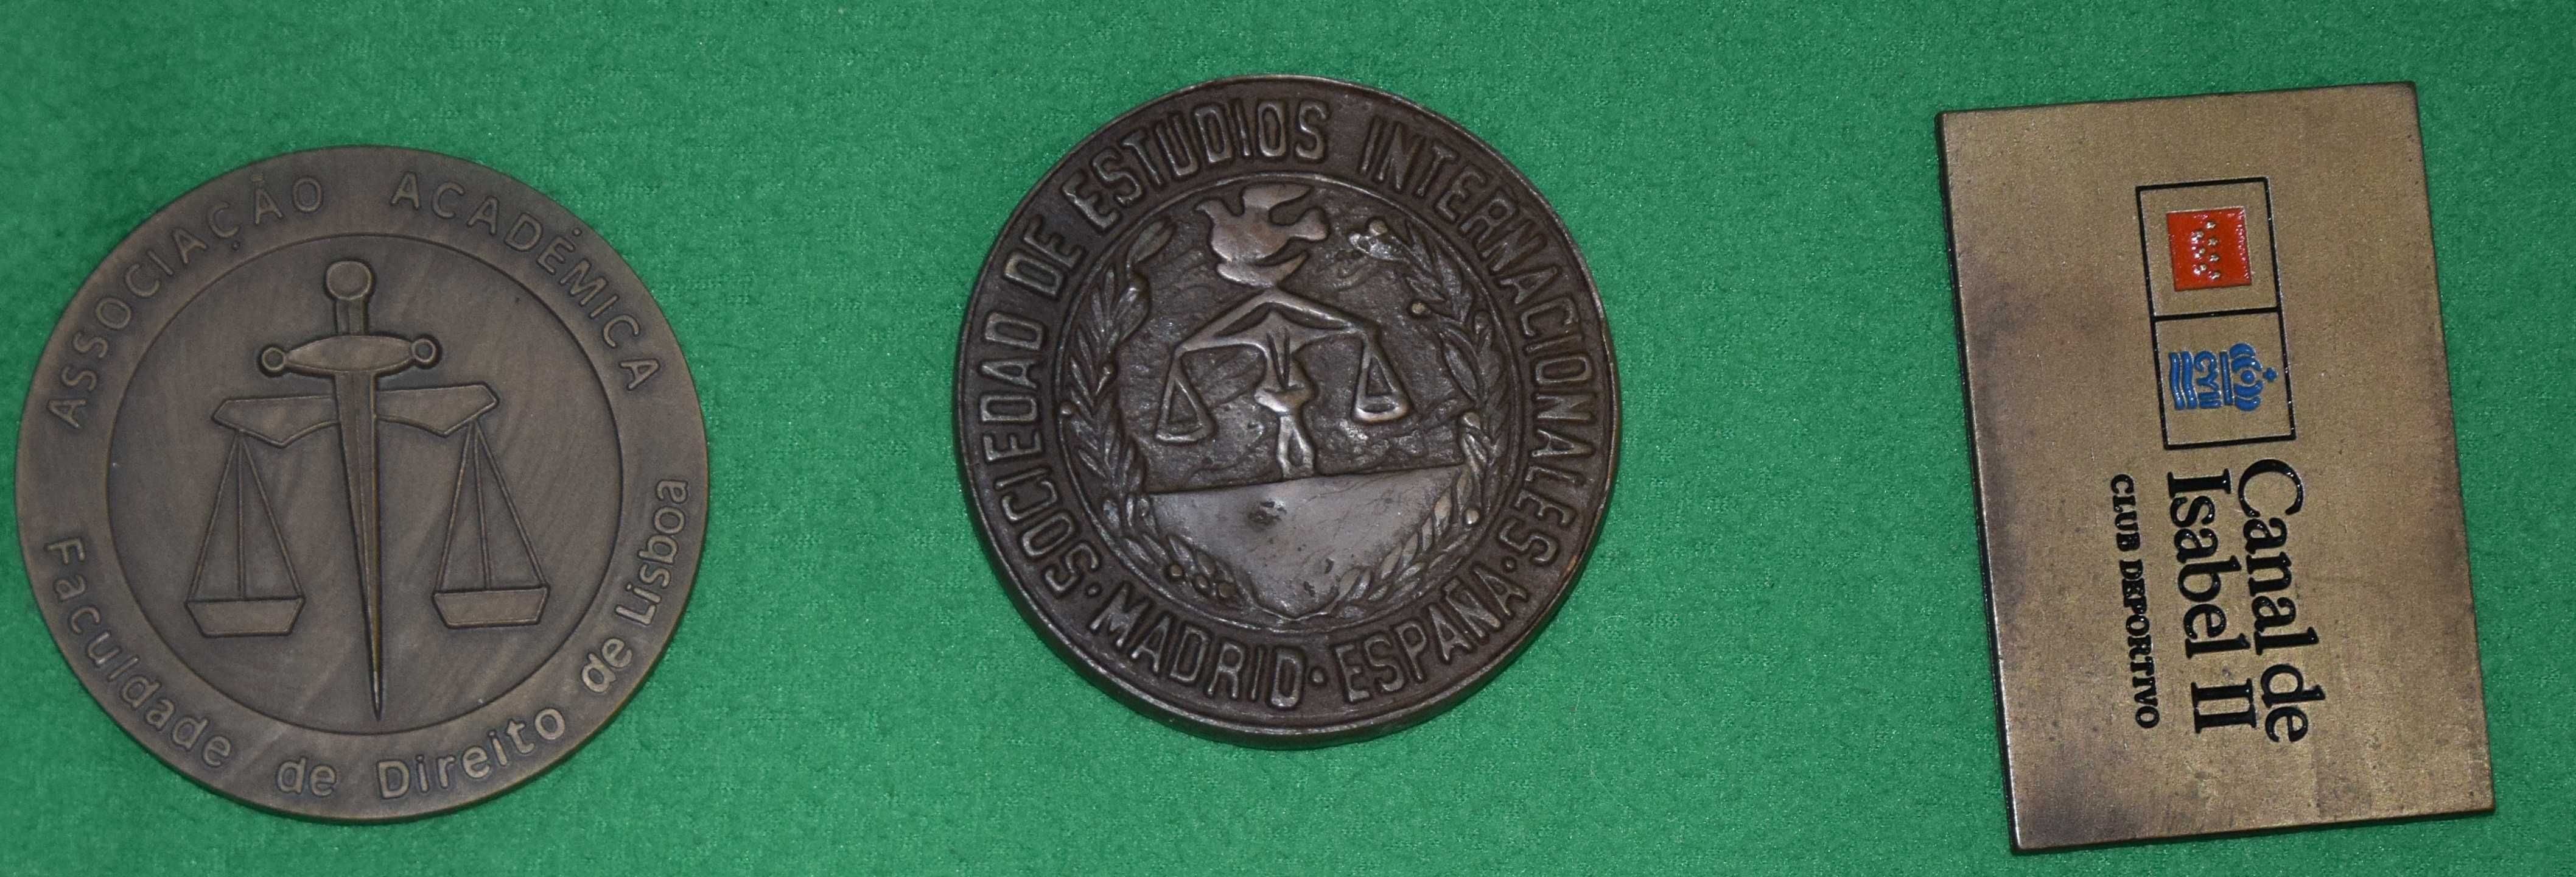 ASSOCIAÇÃO ACADÉMICA
Faculdade de Direito de Lisboa
SOCIEDAD DE ESTUDIOS INTERNACIONALES
MADRID · ESPAÑA
CYII
Canal de
Isabel II
CLUB DEPORTIVO